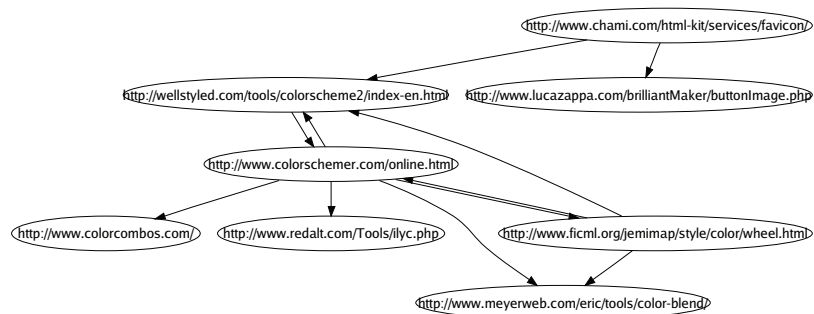 http://www.chami.com/html-kit/services/favicon/
http://wellstyled.com/tools/colorscheme2/index-en.html
http://www.lucazappa.com/brilliantMaker/buttonImage.php
http://www.colorschemer.com/online.html
http://www.colorcombos.com/
http://www.redalt.com/Tools/ilyc.php
http://www.ficml.org/jemimap/style/color/wheel.html
http://www.meyerweb.com/eric/tools/color-blend/